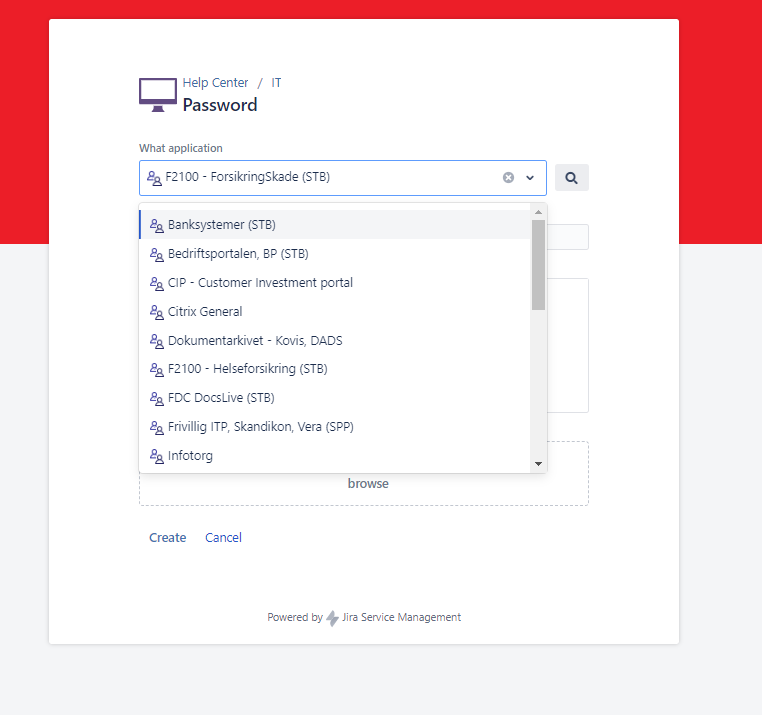 Help Center / IT
Password
What application
F2100 - ForsikringSkade (STB)
Banksystemer (STB)
Bedriftsportalen, BP (STB)
CIP - Customer Investment portal
Citrix General
Dokumentarkivet - Kovis, DADS
F2100 - Helseforsikring (STB)
FDC DocsLive (STB)
Frivillig ITP, Skandikon, Vera (SPP)
Infotorg
browse
Create Cancel
Powered by Jira Service Management